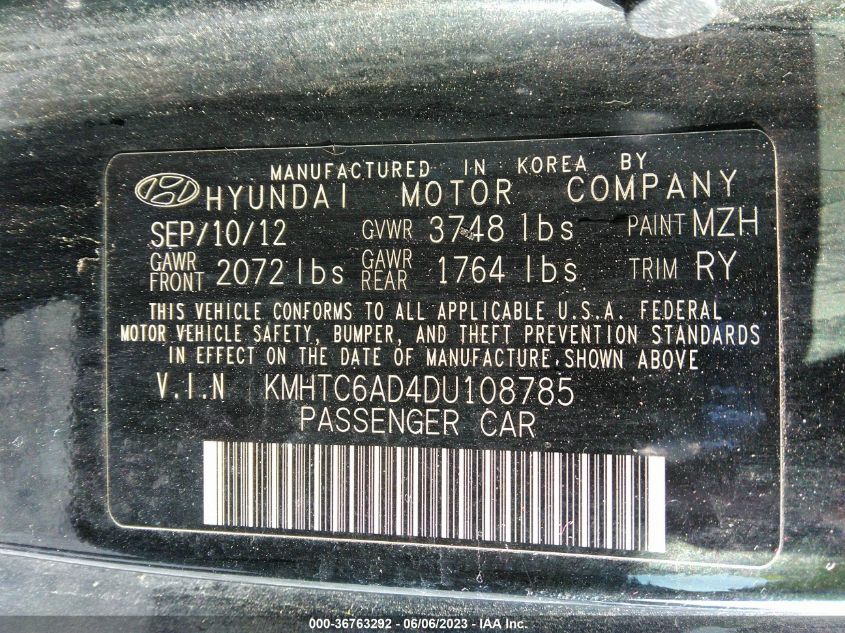 MANUFACTURED IN KOREA BY
HYUNDAI MOTOR COMPANY
SEP/10/12 GVWR 3748 lbs PAINT MZH
GAWR FRONT 2072 lbs GAWR REAR 1764 lbs TRIM RY
THIS VEHICLE CONFORMS TO ALL APPLICABLE U.S.A. FEDERAL
MOTOR VEHICLE SAFETY, BUMPER, AND THEFT PREVENTION STANDARDS
IN EFFECT ON THE DATE OF MANUFACTURE SHOWN ABOVE
V.I.N KMHTC6AD4DU108785
PASSENGER CAR
000-36763292 - 06/06/2023 - IAA Inc.